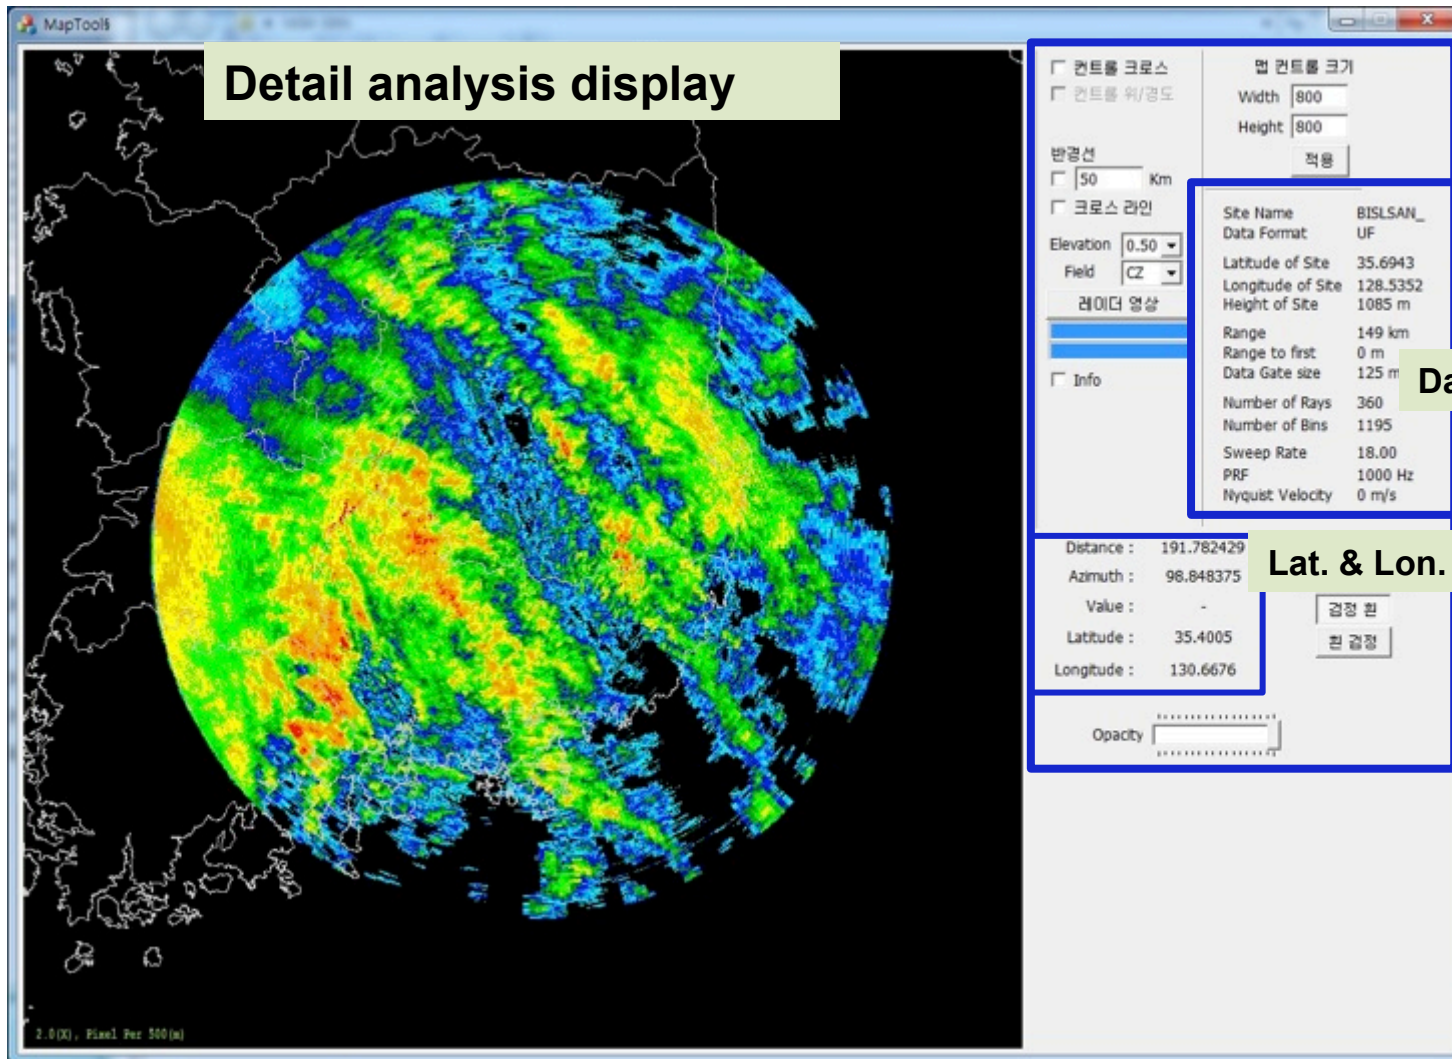 MapTools
Detail analysis display
컨트롤 크로스
컨트롤 위/경도
반경선
50 Km
크로스 라인
Elevation 0.50
Field CZ
레이더 영상
Info
맵 컨트롤 크기
Width 800
Height 800
적용
Site Name BISLSAN_
Data Format UF
Latitude of Site 35.6943
Longitude of Site 128.5352
Height of Site 1085 m
Range 149 km
Range to first 0 m
Data Gate size 125 m
Number of Rays 360
Number of Bins 1195
Sweep Rate 18.00
PRF 1000 Hz
Nyquist Velocity 0 m/s
Distance : 191.782429
Azimuth : 98.848375
Value : -
Latitude : 35.4005
Longitude : 130.6676
Lat. & Lon.
검정 흰
흰 검정
Opacity
2.0(X), Pixel Per 500(m)